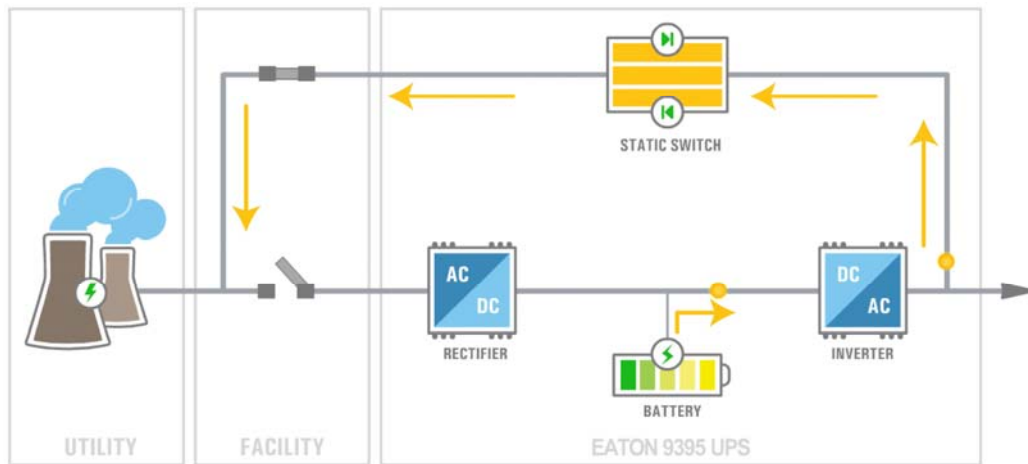 STATIC SWITCH
AC
DC
RECTIFIER
DC
AC
INVERTER
BATTERY
UTILITY
FACILITY
EATON 9395 UPS